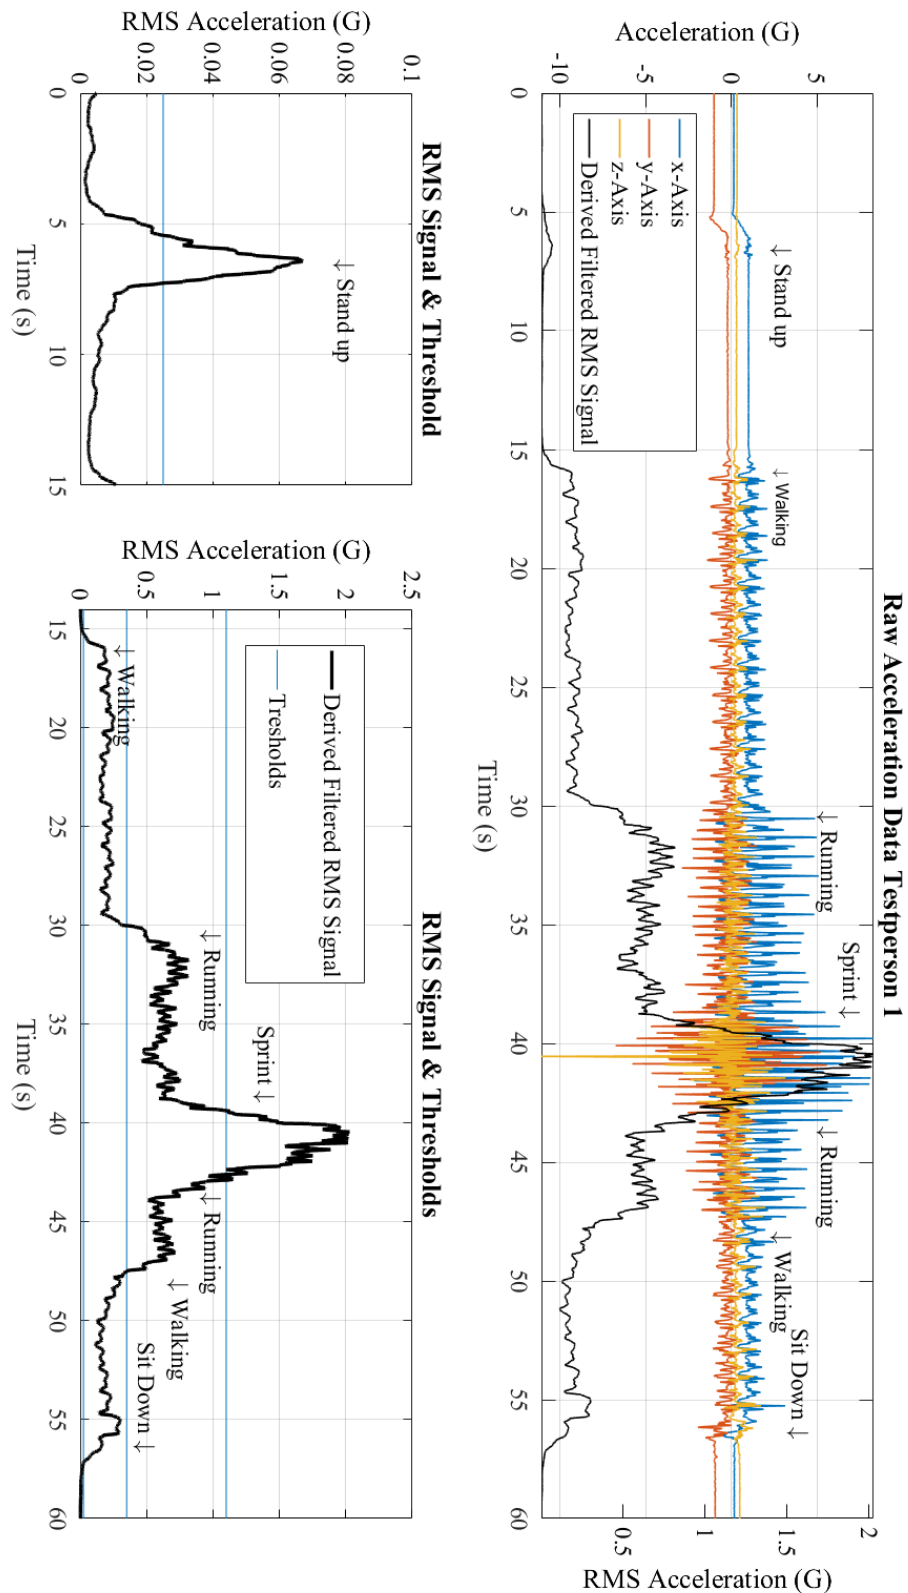 Raw Acceleration Data Testperson 1
Acceleration (G)
-10
-5
0
5
↓ Stand up
↓ Walking
↓ Running
Sprint ↓
↓ Running
↓ Walking
Sit Down ↓
x-Axis
y-Axis
z-Axis
Derived Filtered RMS Signal
0
5
10
15
20
25
30
35
40
45
50
55
60
Time (s)
0.5
1
1.5
2
RMS Acceleration (G)
RMS Signal & Threshold
RMS Acceleration (G)
0
0.02
0.04
0.06
0.08
0.1
↓ Stand up
0
5
10
15
Time (s)
RMS Signal & Thresholds
RMS Acceleration (G)
0
0.5
1
1.5
2
2.5
Derived Filtered RMS Signal
Tresholds
↓ Walking
↓ Running
Sprint ↓
↓ Running
↓ Walking
Sit Down ↓
15
20
25
30
35
40
45
50
55
60
Time (s)